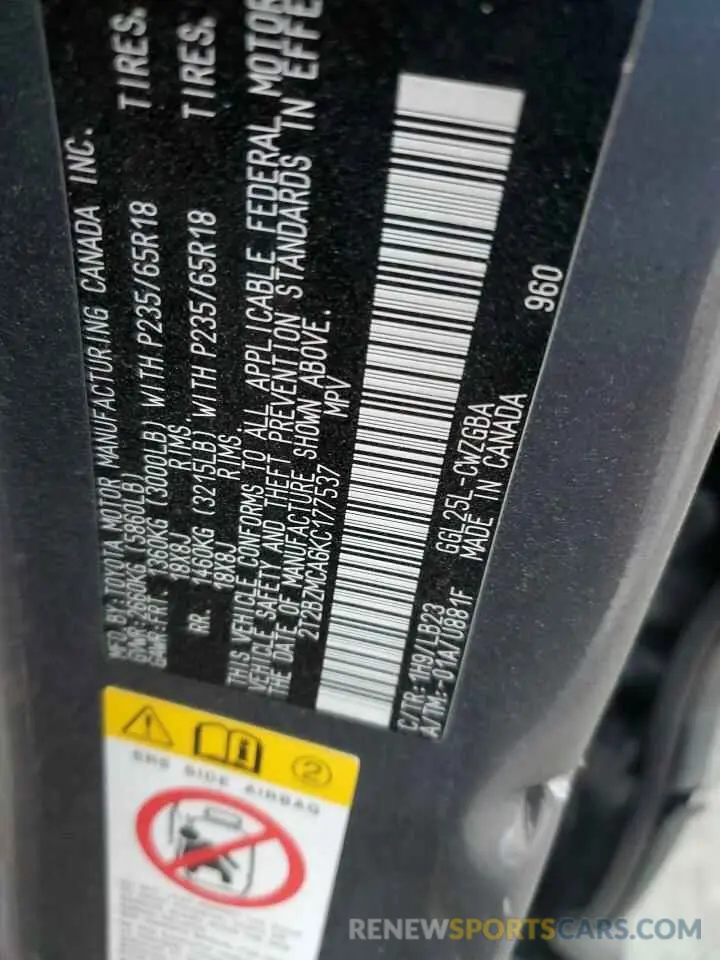 MFD. BY: TOYOTA MOTOR MANUFACTURING CANADA INC.
GVWR: 2660KG (5860LB)
GAWR-FRT. 1360KG (3000LB) WITH P235/65R18 TIRES.
18X8J RIMS
RR. 1460KG (3215LB) WITH P235/65R18 TIRES.
18X8J RIMS
THIS VEHICLE CONFORMS TO ALL APPLICABLE FEDERAL MOTOR
VEHICLE SAFETY AND THEFT PREVENTION STANDARDS IN EFFE
THE DATE OF MANUFACTURE SHOWN ABOVE.
2T2BZMCA6KC177537 MPV
960
C/TR: 1H9/LB23 GGL25L-CWZGBA
A/TM: -01A/U881F MADE IN CANADA
2
SRS SIDE AIRBAG
RENEWSPORTSCARS.COM